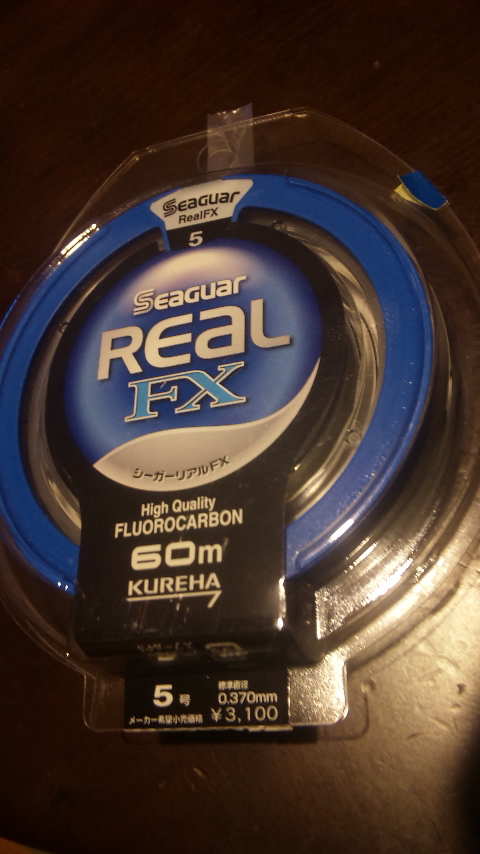 SEAGUAR
RealFX
5
SEAGUAR
REAL
FX
シーガーリアルFX
High Quality
FLUOROCARBON
60m
KUREHA
5号 標準直径 0.370mm
メーカー希望小売価格 ¥3,100